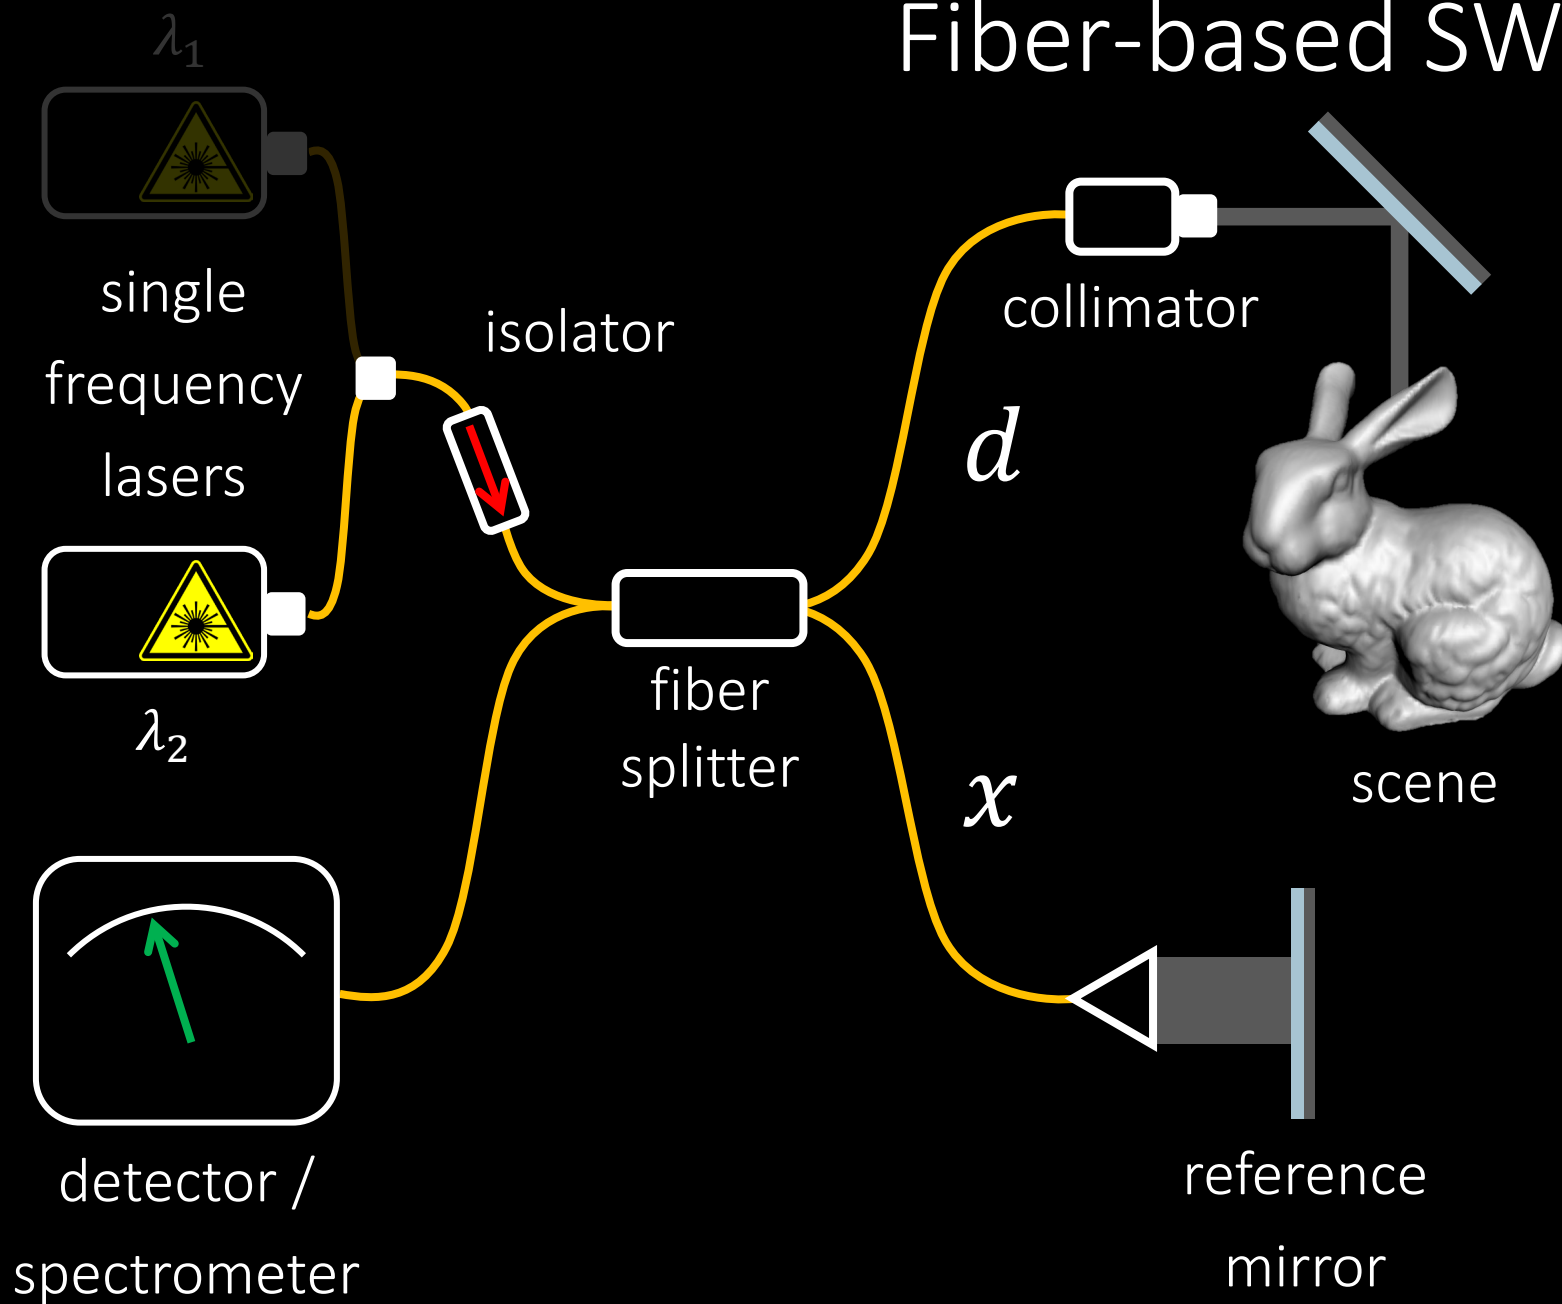 Fiber-based SW
λ₁
single
frequency
lasers
isolator
collimator
d
λ₂
fiber
splitter
x
scene
detector /
spectrometer
reference
mirror